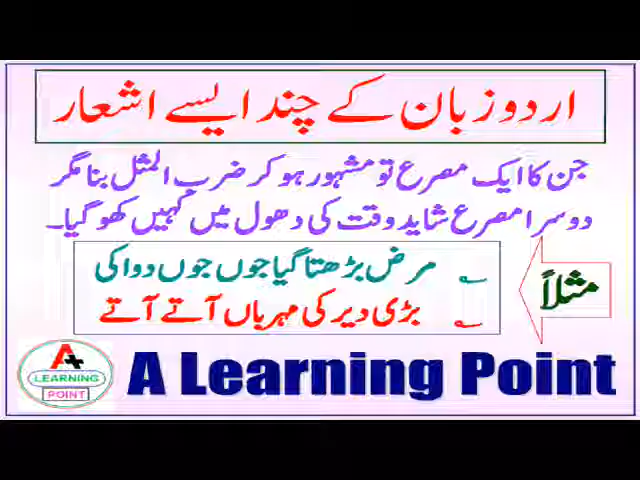 اردو زبان کے چند ایسے اشعار
جن کا ایک مصرع تو مشہور ہو کر ضرب المثل بنا مگر
دوسرا مصرع شاید وقت کی دھول میں کہیں کھو گیا۔
مثلاً
؂ مرض بڑھتا گیا جوں جوں دوا کی
؂ بڑی دیر کی مہرباں آتے آتے
A+
LEARNING
POINT
A Learning Point